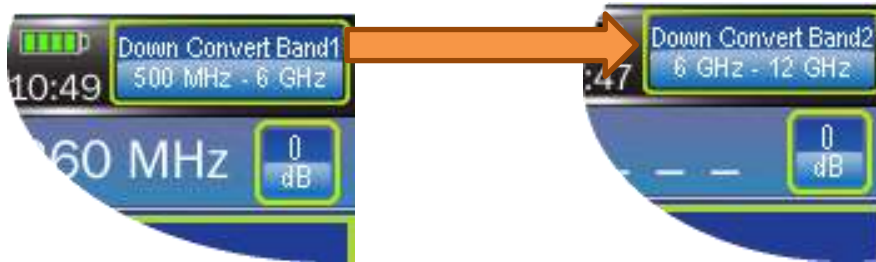 Down Convert Band1
500 MHz - 6 GHz
10:49
60 MHz
0
dB
Down Convert Band2
6 GHz - 12 GHz
:47
_ _ _
0
dB